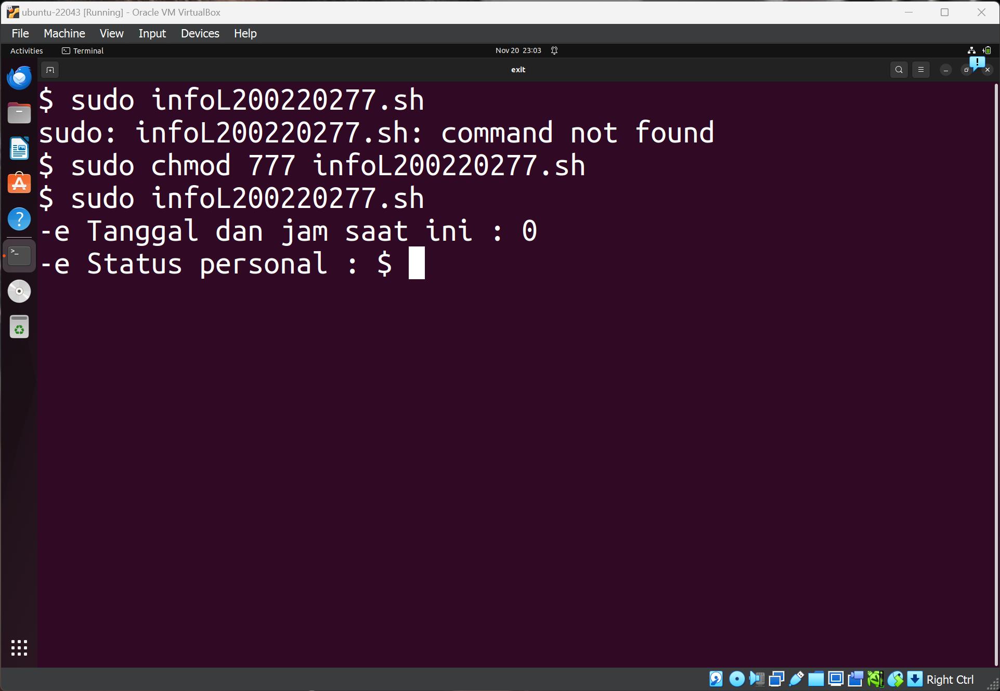 ubuntu-22043 [Running] - Oracle VM VirtualBox
File Machine View Input Devices Help
Activities Terminal Nov 20 23:03
exit
$ sudo infoL200220277.sh
sudo: infoL200220277.sh: command not found
$ sudo chmod 777 infoL200220277.sh
$ sudo infoL200220277.sh
-e Tanggal dan jam saat ini : 0
-e Status personal : $
Right Ctrl